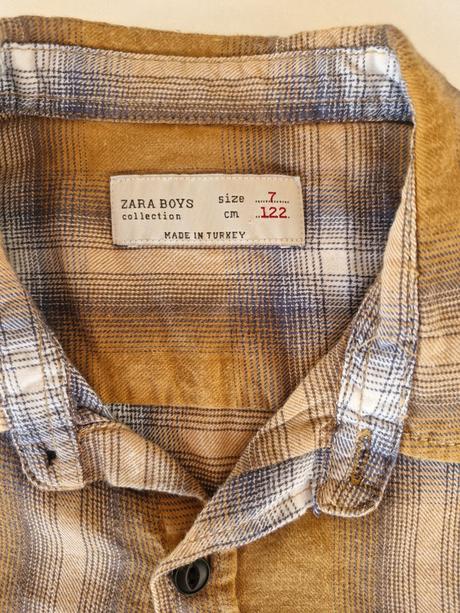 ZARA BOYS size 7
collection cm 122
MADE IN TURKEY